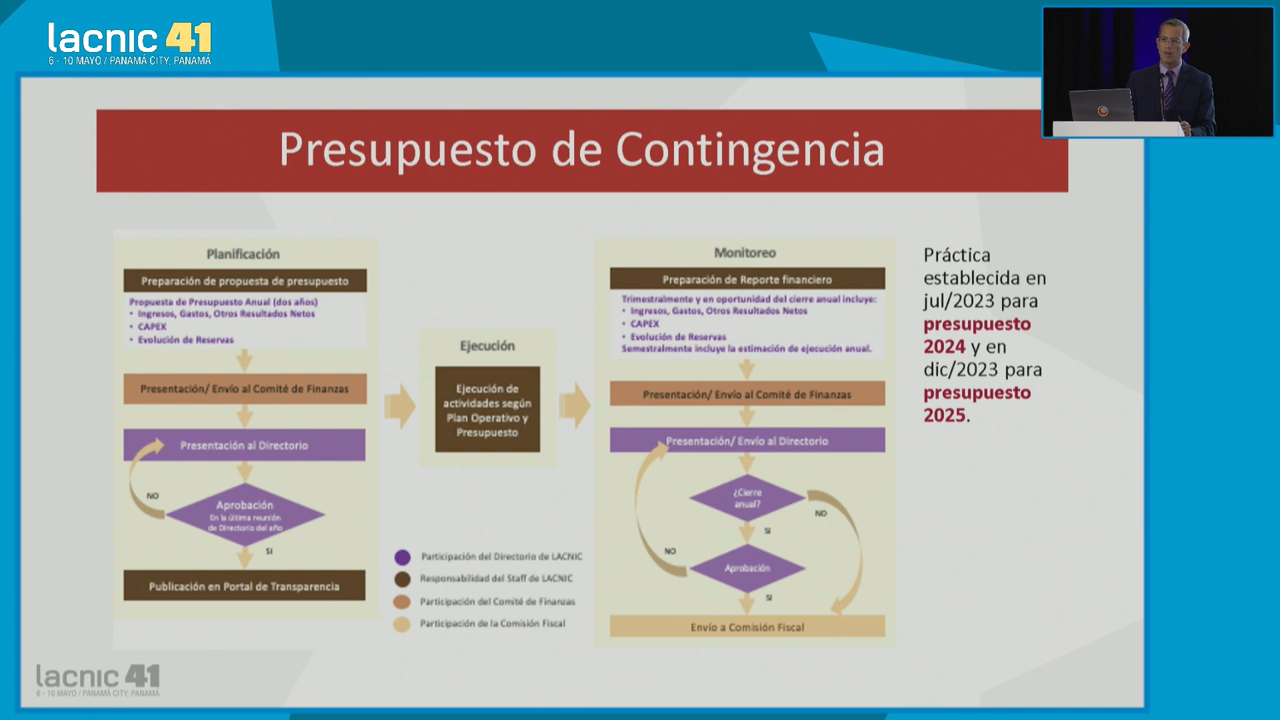 lacnic 41
6 - 10 MAYO / PANAMÁ CITY, PANAMÁ
Presupuesto de Contingencia
Planificación
Preparación de propuesta de presupuesto
Propuesta de Presupuesto Anual (dos años)
• Ingresos, Gastos, Otros Resultados Netos
• CAPEX
• Evolución de Reservas
Presentación/ Envío al Comité de Finanzas
Presentación al Directorio
NO
Aprobación
En la última reunión
de Directorio del año
SI
Publicación en Portal de Transparencia
Ejecución
Ejecución de
actividades según
Plan Operativo y
Presupuesto
Participación del Directorio de LACNIC
Responsabilidad del Staff de LACNIC
Participación del Comité de Finanzas
Participación de la Comisión Fiscal
Monitoreo
Preparación de Reporte financiero
Trimestralmente y en oportunidad del cierre anual incluye:
• Ingresos, Gastos, Otros Resultados Netos
• CAPEX
• Evolución de Reservas
Semestralmente incluye la estimación de ejecución anual.
Presentación/ Envío al Comité de Finanzas
Presentación/ Envío al Directorio
¿Cierre
anual?
NO
SI
NO
Aprobación
SI
Envío a Comisión Fiscal
Práctica
establecida en
jul/2023 para
presupuesto
2024 y en
dic/2023 para
presupuesto
2025.
lacnic 41
6 - 10 MAYO / PANAMÁ CITY, PANAMÁ